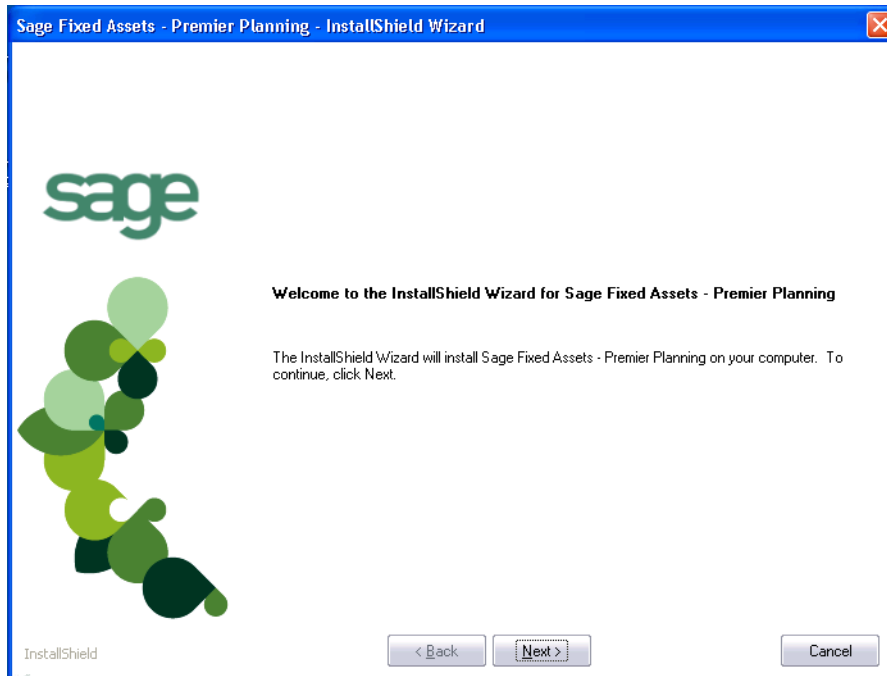 Sage Fixed Assets - Premier Planning - InstallShield Wizard
sage
Welcome to the InstallShield Wizard for Sage Fixed Assets - Premier Planning
The InstallShield Wizard will install Sage Fixed Assets - Premier Planning on your computer. To
continue, click Next.
InstallShield
< Back
Next >
Cancel